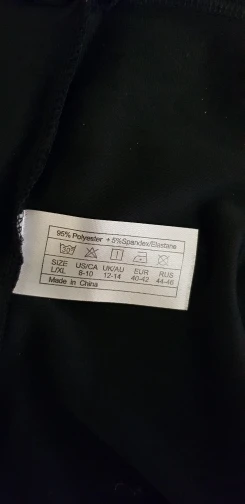 95% Polyester + 5%Spandex/Elastane
SIZE US/CA UK/AU EUR RUS
L/XL 8-10 12-14 40-42 44-46
Made in China